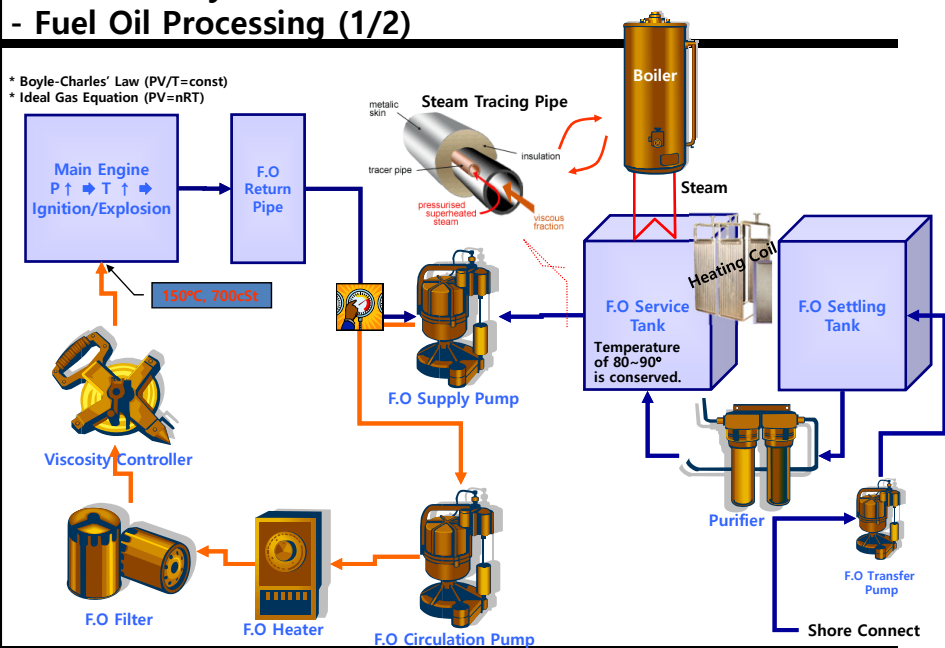 - Fuel Oil Processing (1/2)
* Boyle-Charles' Law (PV/T=const)
* Ideal Gas Equation (PV=nRT)
Main Engine
P ↑ ➡ T ↑ ➡
Ignition/Explosion
F.O
Return
Pipe
metalic
skin
Steam Tracing Pipe
insulation
tracer pipe
pressurised
superheated
steam
viscous
fraction
Boiler
Steam
Heating Coil
150℃, 700cSt
F.O Service
Tank
Temperature
of 80~90°
is conserved.
F.O Settling
Tank
F.O Supply Pump
Viscosity Controller
Purifier
F.O Transfer
Pump
F.O Filter
F.O Heater
F.O Circulation Pump
Shore Connect